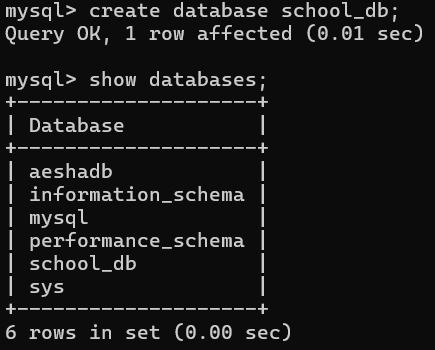 mysql> create database school_db;
Query OK, 1 row affected (0.01 sec)
mysql> show databases;
+--------------------+
| Database           |
+--------------------+
| aeshadb            |
| information_schema |
| mysql              |
| performance_schema |
| school_db          |
| sys                |
+--------------------+
6 rows in set (0.00 sec)